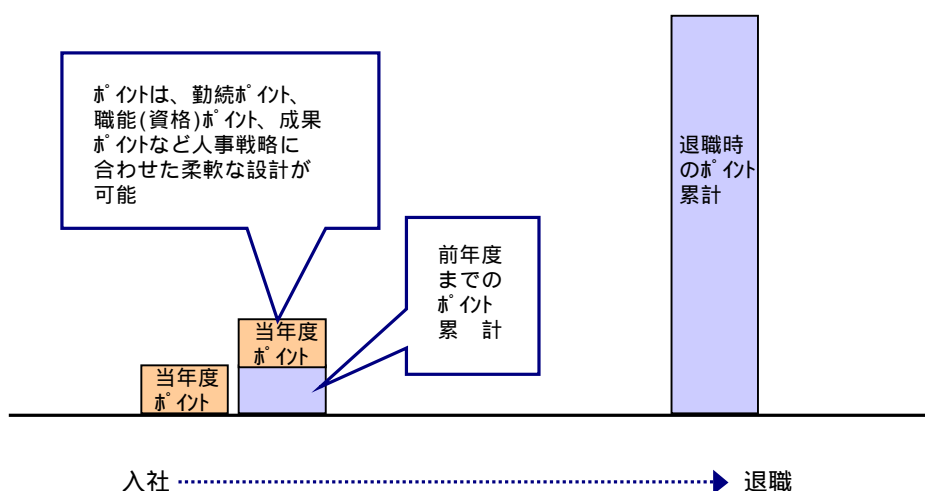 ﾎﾟｲﾝﾄは、勤続ﾎﾟｲﾝﾄ、
職能(資格)ﾎﾟｲﾝﾄ、成果
ﾎﾟｲﾝﾄなど人事戦略に
合わせた柔軟な設計が
可能
前年度
までの
ﾎﾟｲﾝﾄ
累　計
退職時
のﾎﾟｲﾝﾄ
累計
当年度
ﾎﾟｲﾝﾄ
当年度
ﾎﾟｲﾝﾄ
入社
退職